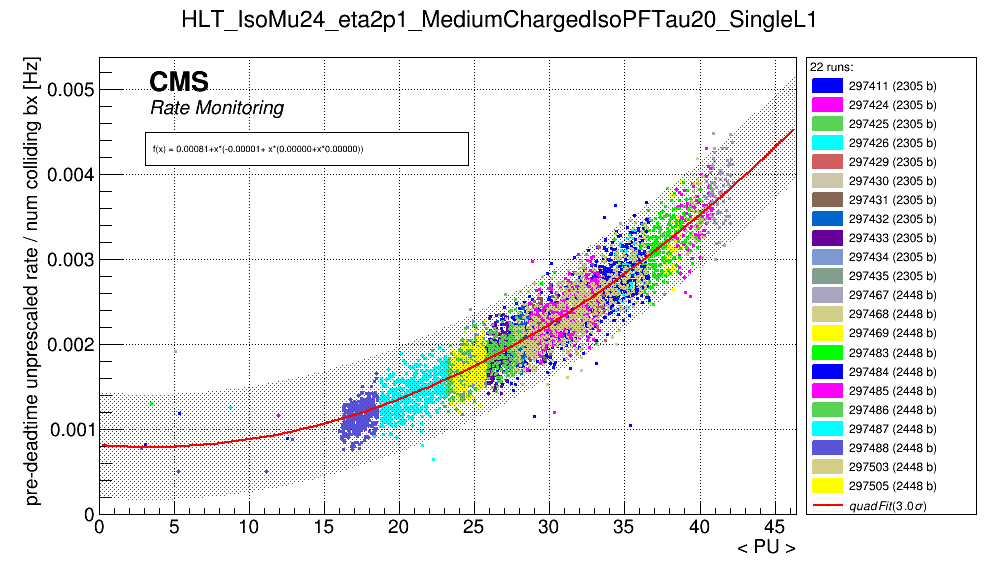 HLT_IsoMu24_eta2p1_MediumChargedIsoPFTau20_SingleL1
pre-deadtime unprescaled rate / num colliding bx [Hz]
CMS
Rate Monitoring
f(x) = 0.00081+x*(-0.00001+ x*(0.00000+x*0.00000))
0.005
0.004
0.003
0.002
0.001
0
0 5 10 15 20 25 30 35 40 45
< PU >
22 runs:
297411 (2305 b)
297424 (2305 b)
297425 (2305 b)
297426 (2305 b)
297429 (2305 b)
297430 (2305 b)
297431 (2305 b)
297432 (2305 b)
297433 (2305 b)
297434 (2305 b)
297435 (2305 b)
297467 (2448 b)
297468 (2448 b)
297469 (2448 b)
297483 (2448 b)
297484 (2448 b)
297485 (2448 b)
297486 (2448 b)
297487 (2448 b)
297488 (2448 b)
297503 (2448 b)
297505 (2448 b)
quadFit(3.0σ)